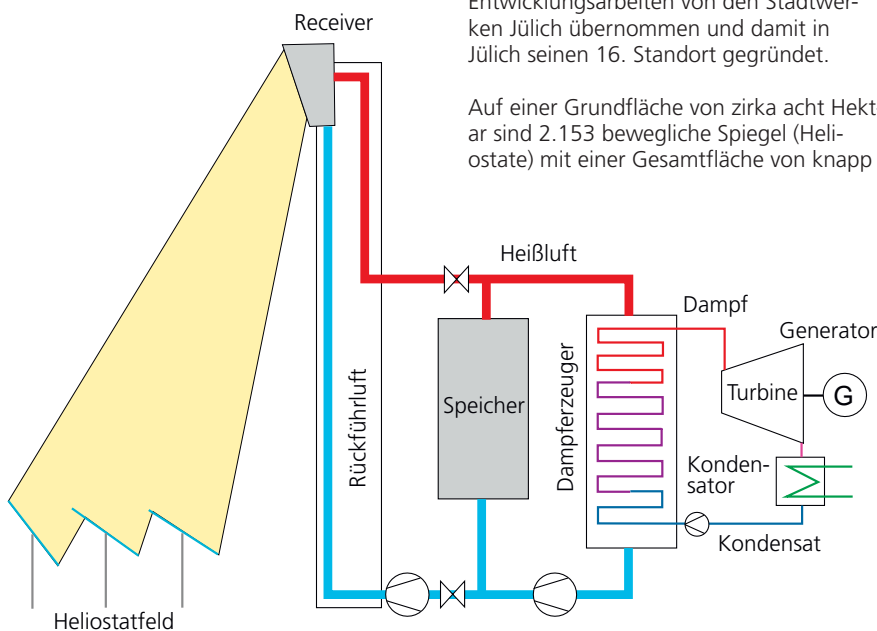 Receiver
Entwicklungsarbeiten von den Stadtwer-
ken Jülich übernommen und damit in
Jülich seinen 16. Standort gegründet.
Auf einer Grundfläche von zirka acht Hekt
ar sind 2.153 bewegliche Spiegel (Heli-
ostate) mit einer Gesamtfläche von knapp
Heißluft
Dampf
Generator
Rückführluft
Speicher
Dampferzeuger
Turbine
G
Konden-
sator
Kondensat
Heliostatfeld